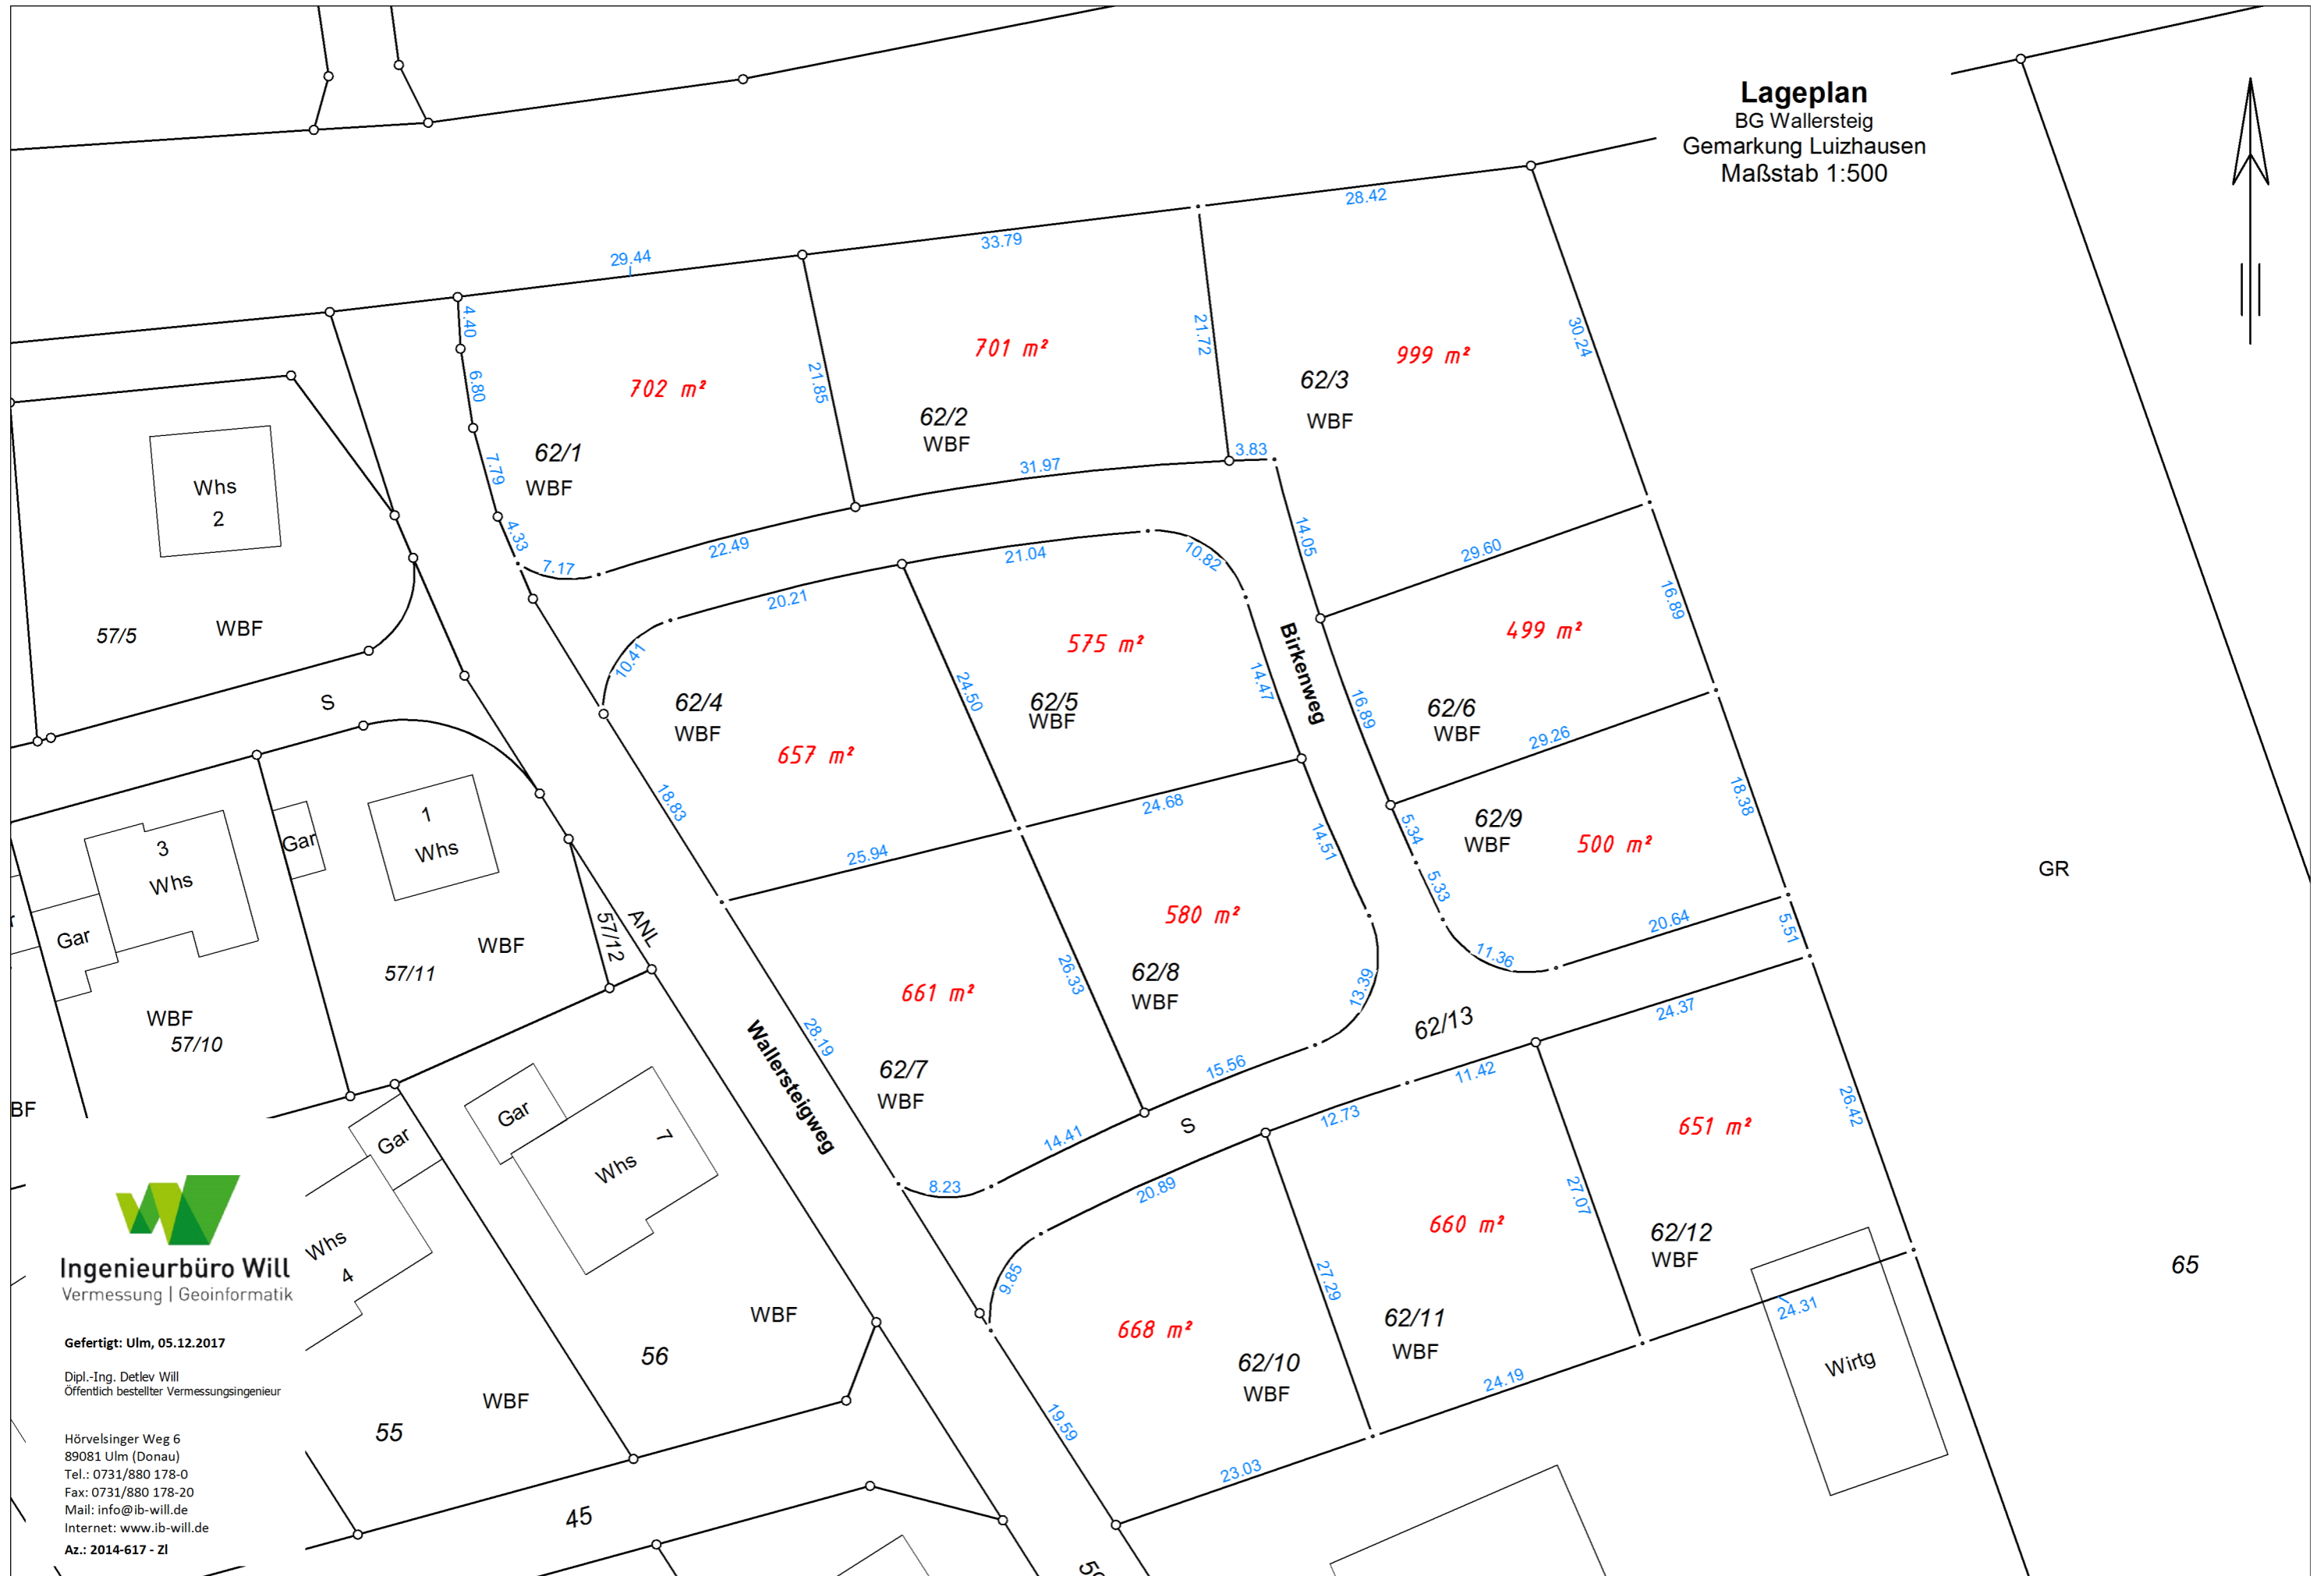 Lageplan
BG Wallersteig
Gemarkung Luizhausen
Maßstab 1:500
28.42
33.79
29.44
4.40
6.80
7.79
4.33
7.17
22.49
21.85
31.97
21.72
3.83
30.24
14.05
29.60
16.89
702 m²
701 m²
999 m²
62/1
WBF
62/2
WBF
62/3
WBF
Whs
2
57/5
WBF
S
20.21
21.04
10.82
10.41
24.50
14.47
Birkenweg
575 m²
499 m²
62/4
WBF
657 m²
62/5
WBF
62/6
WBF
16.89
29.26
18.38
18.83
25.94
24.68
14.51
5.34
5.33
62/9
WBF
500 m²
GR
1
Whs
3
Whs
Gar
Gar
57/12
ANL
WBF
57/11
WBF
57/10
BF
580 m²
661 m²
62/8
WBF
26.33
13.39
11.36
20.64
5.51
62/13
24.37
28.19
Wallersteigweg
62/7
WBF
15.56
14.41
8.23
S
12.73
11.42
26.42
651 m²
660 m²
27.07
62/12
WBF
20.89
9.85
27.29
668 m²
62/11
WBF
62/10
WBF
24.31
Wirtg
24.19
19.59
23.03
65
Gar
Gar
7
Whs
Whs
4
WBF
56
WBF
55
45
Ingenieurbüro Will
Vermessung | Geoinformatik
Gefertigt: Ulm, 05.12.2017
Dipl.-Ing. Detlev Will
Öffentlich bestellter Vermessungsingenieur
Hörvelsinger Weg 6
89081 Ulm (Donau)
Tel.: 0731/880 178-0
Fax: 0731/880 178-20
Mail: info@ib-will.de
Internet: www.ib-will.de
Az.: 2014-617 - Zl